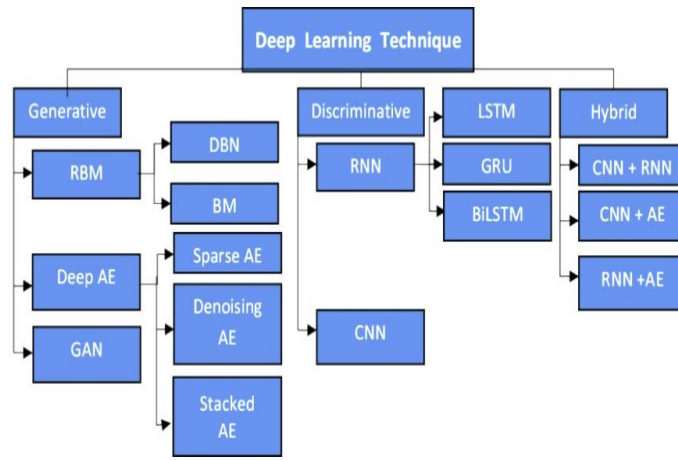 Deep Learning Technique
Generative
Discriminative
Hybrid
RBM
DBN
BM
Deep AE
Sparse AE
Denoising
AE
Stacked
AE
GAN
RNN
LSTM
GRU
BiLSTM
CNN
CNN + RNN
CNN + AE
RNN +AE